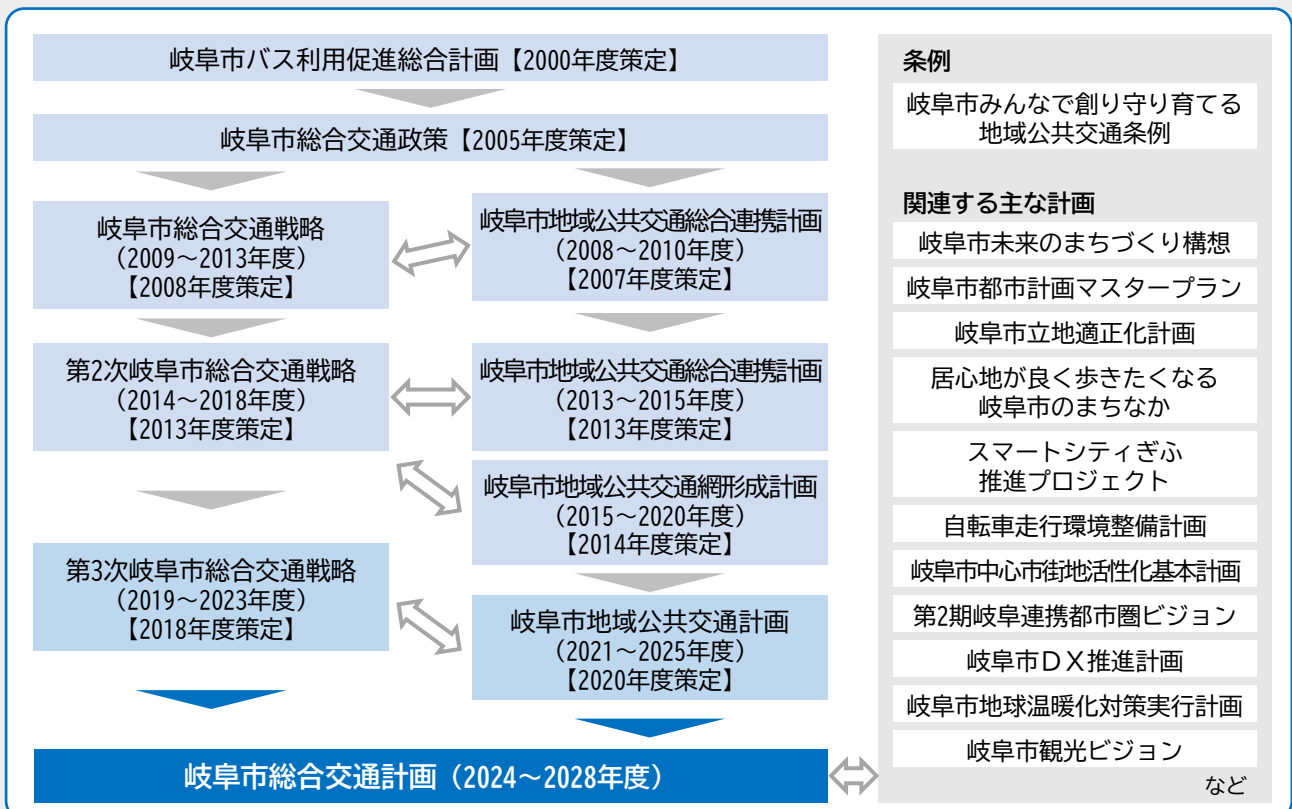 岐阜市バス利用促進総合計画【2000年度策定】
岐阜市総合交通政策【2005年度策定】
岐阜市総合交通戦略
（2009～2013年度）
【2008年度策定】
岐阜市地域公共交通総合連携計画
（2008～2010年度）
【2007年度策定】
第2次岐阜市総合交通戦略
（2014～2018年度）
【2013年度策定】
岐阜市地域公共交通総合連携計画
（2013～2015年度）
【2013年度策定】
岐阜市地域公共交通網形成計画
（2015～2020年度）
【2014年度策定】
第3次岐阜市総合交通戦略
（2019～2023年度）
【2018年度策定】
岐阜市地域公共交通計画
（2021～2025年度）
【2020年度策定】
岐阜市総合交通計画（2024～2028年度）
条例
岐阜市みんなで創り守り育てる
地域公共交通条例
関連する主な計画
岐阜市未来のまちづくり構想
岐阜市都市計画マスタープラン
岐阜市立地適正化計画
居心地が良く歩きたくなる
岐阜市のまちなか
スマートシティぎふ
推進プロジェクト
自転車走行環境整備計画
岐阜市中心市街地活性化基本計画
第2期岐阜連携都市圏ビジョン
岐阜市ＤＸ推進計画
岐阜市地球温暖化対策実行計画
岐阜市観光ビジョン
など